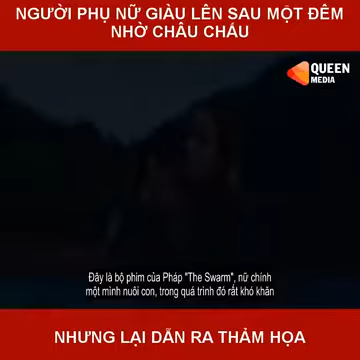 NGƯỜI PHỤ NỮ GIÀU LÊN SAU MỘT ĐÊM
NHỜ CHÂU CHẤU
QUEEN
MEDIA
Đây là bộ phim của Pháp "The Swarm", nữ chính
một mình nuôi con, trong quá trình đó rất khó khăn
NHƯNG LẠI DẪN RA THẢM HỌA